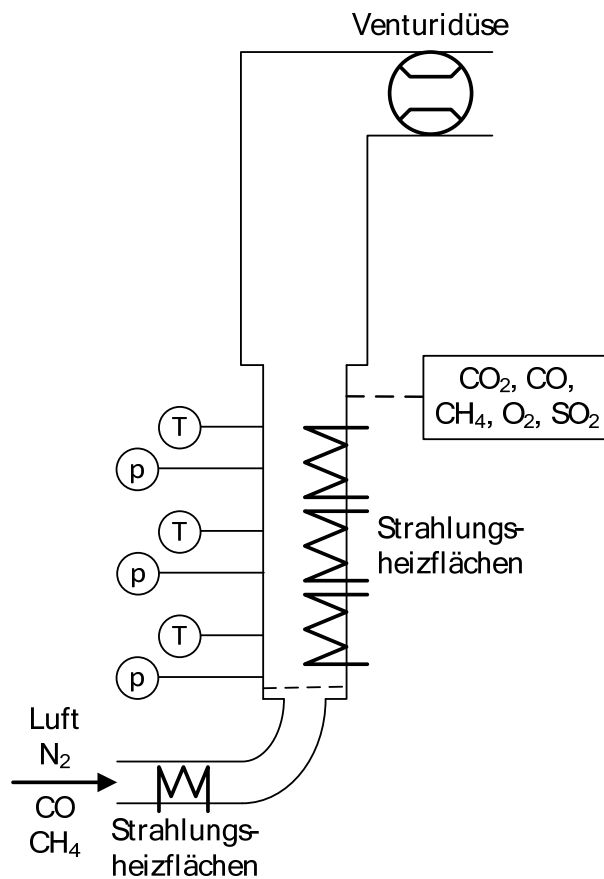 Venturidüse
CO₂, CO,
CH₄, O₂, SO₂
T
p
T
Strahlungs-
heizflächen
p
T
p
Luft
N₂
CO
CH₄
Strahlungs-
heizflächen